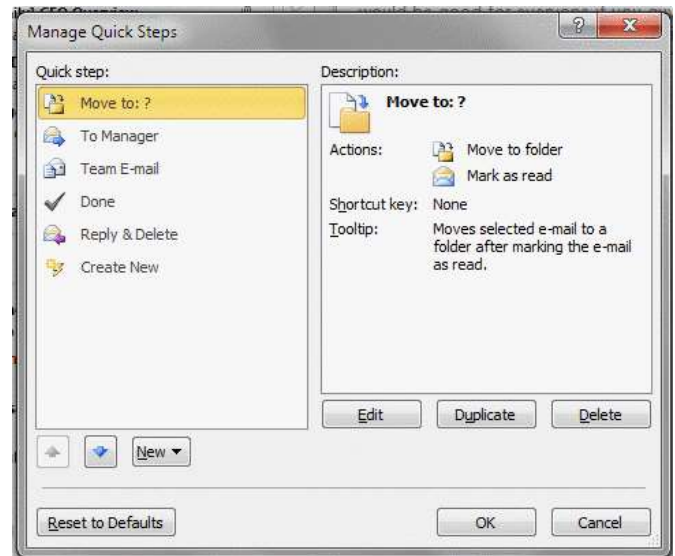 Manage Quick Steps
Quick step:
Move to: ?
To Manager
Team E-mail
Done
Reply & Delete
Create New
New
Description:
Move to: ?
Actions: Move to folder
Mark as read
Shortcut key: None
Tooltip: Moves selected e-mail to a
folder after marking the e-mail
as read.
Edit Duplicate Delete
Reset to Defaults OK Cancel